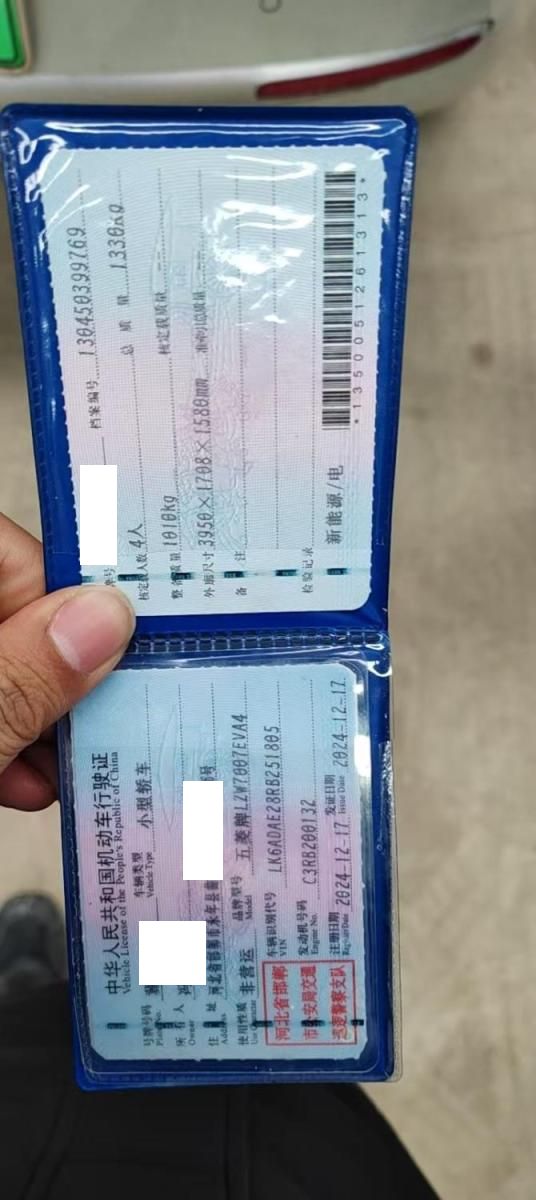 中华人民共和国机动车行驶证
Vehicle License of the People's Republic of China
号牌号码
Plate No.
车辆类型 小型轿车
Vehicle Type
所有人
Owner
住址
Address
河北省邯郸市永年县
使用性质 非营运
Use Character
品牌型号 五菱牌LZW7007EVA4
Model
河北省邯郸
市公安局交通
巡逻警察支队
车辆识别代号 LK6ADAE28RB251805
VIN
发动机号码 C3RB200132
Engine No.
注册日期 2024-12-17
Register Date
发证日期 2024-12-17
Issue Date
档案编号 130450399769
核定载人数 4人
总质量 1330kg
整备质量 1010kg
核定载质量 --
外廓尺寸 3950×1708×1580mm
准牵引总质量 --
备注
检验记录
新能源/电
*1350051261313*